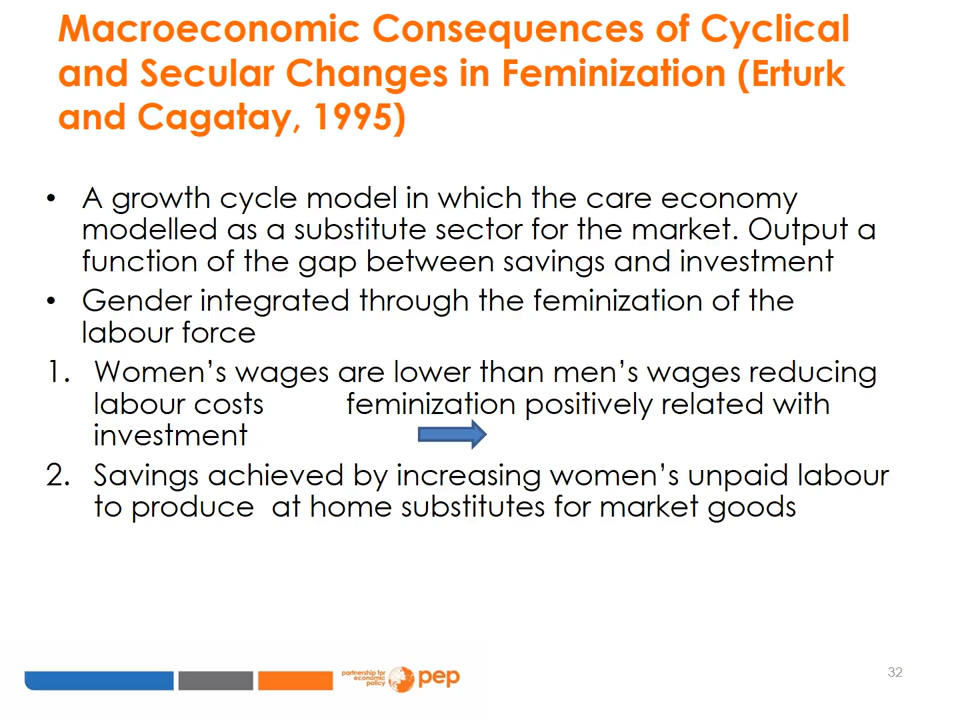 Macroeconomic Consequences of Cyclical
and Secular Changes in Feminization (Erturk
and Cagatay, 1995)
• A growth cycle model in which the care economy
modelled as a substitute sector for the market. Output a
function of the gap between savings and investment
• Gender integrated through the feminization of the
labour force
1. Women's wages are lower than men's wages reducing
labour costs feminization positively related with
investment
2. Savings achieved by increasing women's unpaid labour
to produce at home substitutes for market goods
partnership for
economic
policy
pep
32